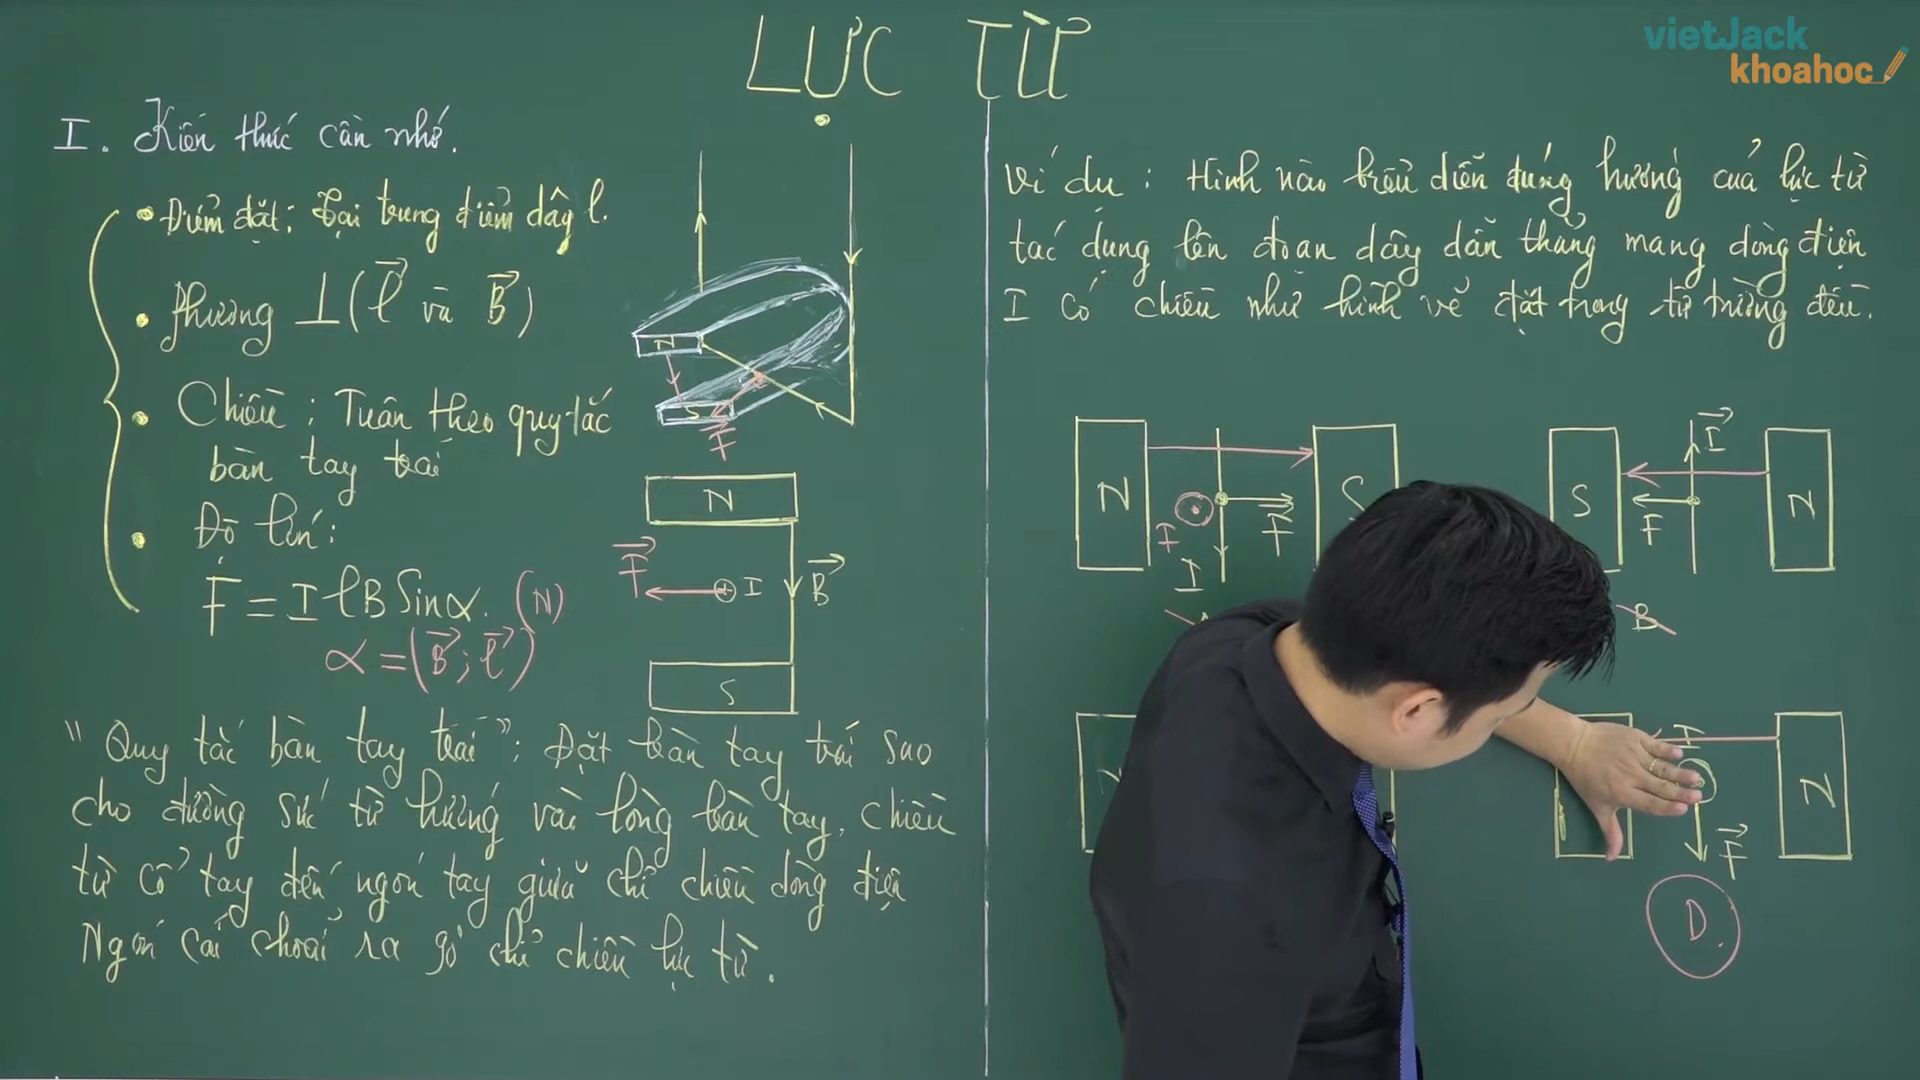 LỰC TỪ
vietJack
khoahoc
I. Kiến thức cần nhớ.
• Điểm đặt: Tại trung điểm dây l.
• Phương ⊥ (l⃗ và B⃗)
• Chiều: Tuân theo quy tắc
bàn tay trái
• Độ lớn:
F = I l B Sinα. (N)
α = (B⃗; l⃗)
N
S
F⃗
N
F⃗
I
B⃗
S
"Quy tắc bàn tay trái": Đặt bàn tay trái sao
cho đường sức từ hướng vào lòng bàn tay, chiều
từ cổ tay đến ngón tay giữa chỉ chiều dòng điện
Ngón cái choãi ra 90° chỉ chiều lực từ.
Ví dụ: Hình nào biểu diễn đúng hướng của lực từ
tác dụng lên đoạn dây dẫn thẳng mang dòng điện
I có chiều như hình vẽ đặt trong từ trường đều.
N
F
F⃗
I
S
S
I⃗
F
N
B
I
N
F⃗
D.